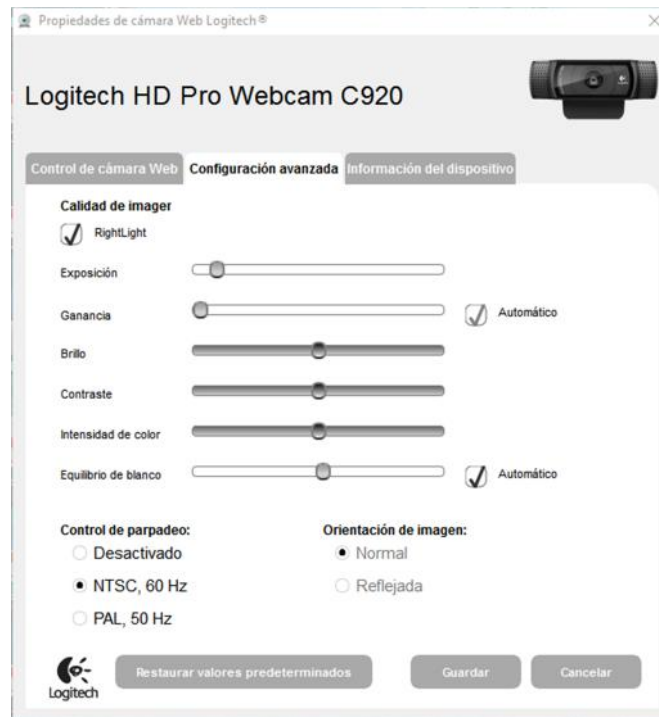 Propiedades de cámara Web Logitech®
Logitech HD Pro Webcam C920
Control de cámara Web Configuración avanzada Información del dispositivo
Calidad de imager
RightLight
Exposición
Ganancia Automático
Brillo
Contraste
Intensidad de color
Equilibrio de blanco Automático
Control de parpadeo: Orientación de imagen:
Desactivado Normal
NTSC, 60 Hz Reflejada
PAL, 50 Hz
Logitech Restaurar valores predeterminados Guardar Cancelar